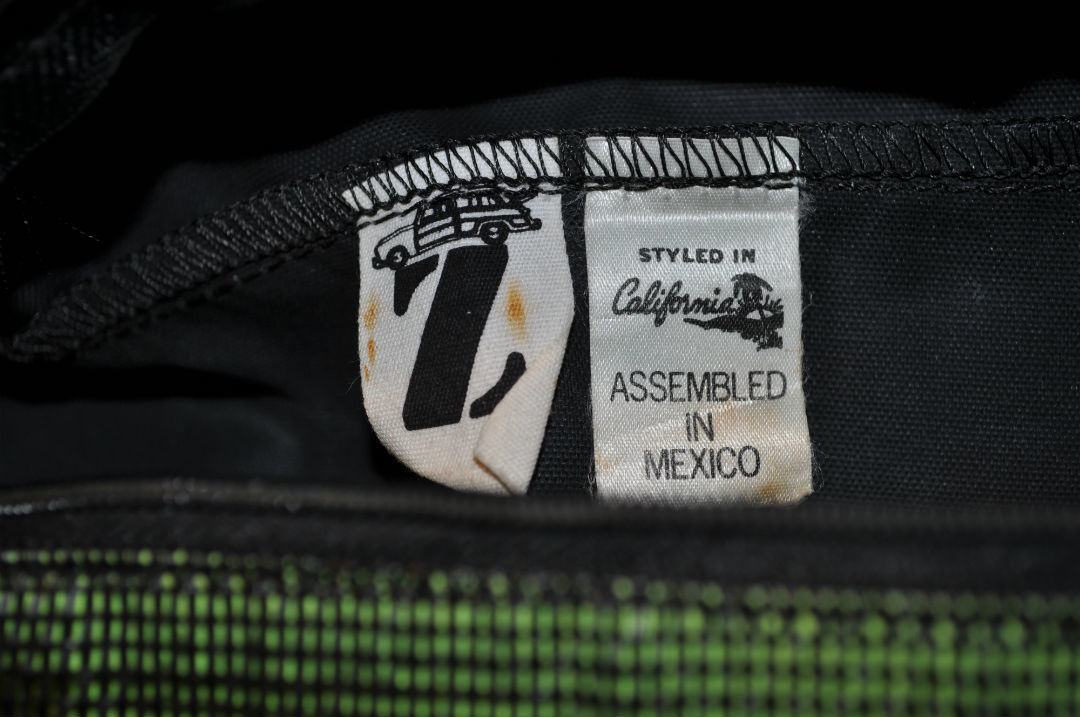 Z
STYLED IN
California
ASSEMBLED
iN
MEXICO